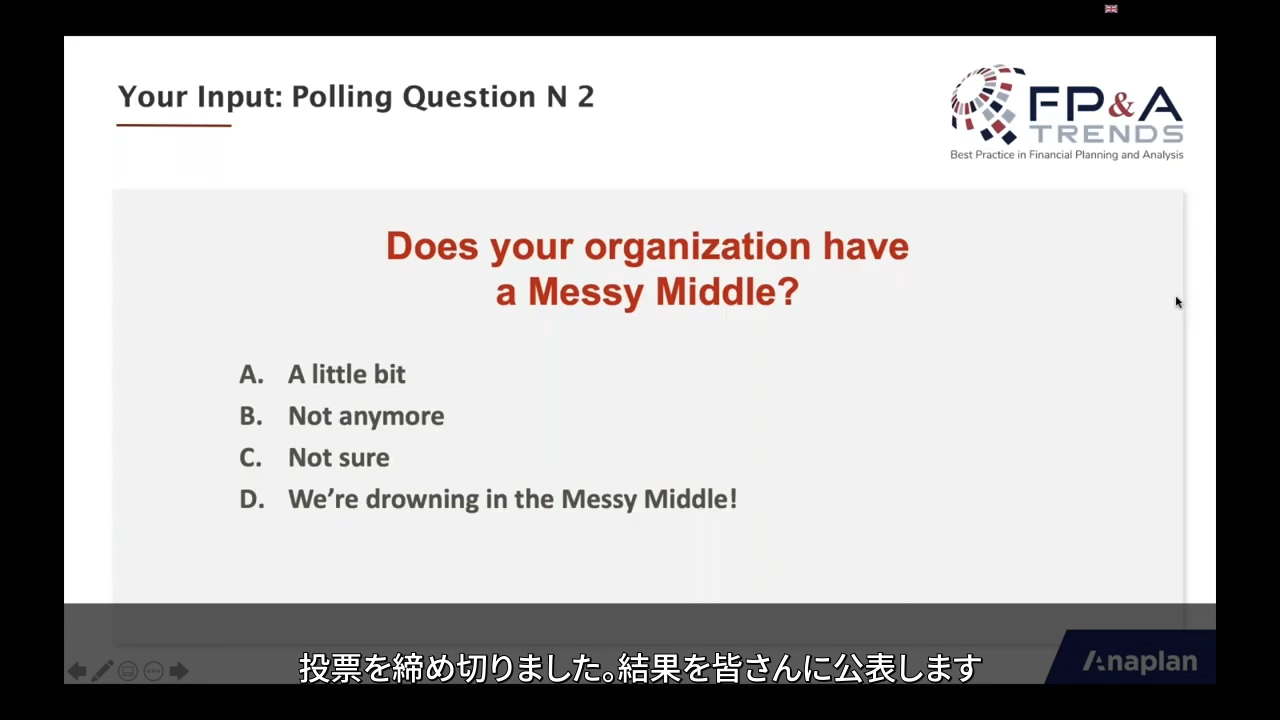 Your Input: Polling Question N 2
FP&A
TRENDS
Best Practice in Financial Planning and Analysis
Does your organization have
a Messy Middle?
A. A little bit
B. Not anymore
C. Not sure
D. We’re drowning in the Messy Middle!
投票を締め切りました。結果を皆さんに公表します
Anaplan